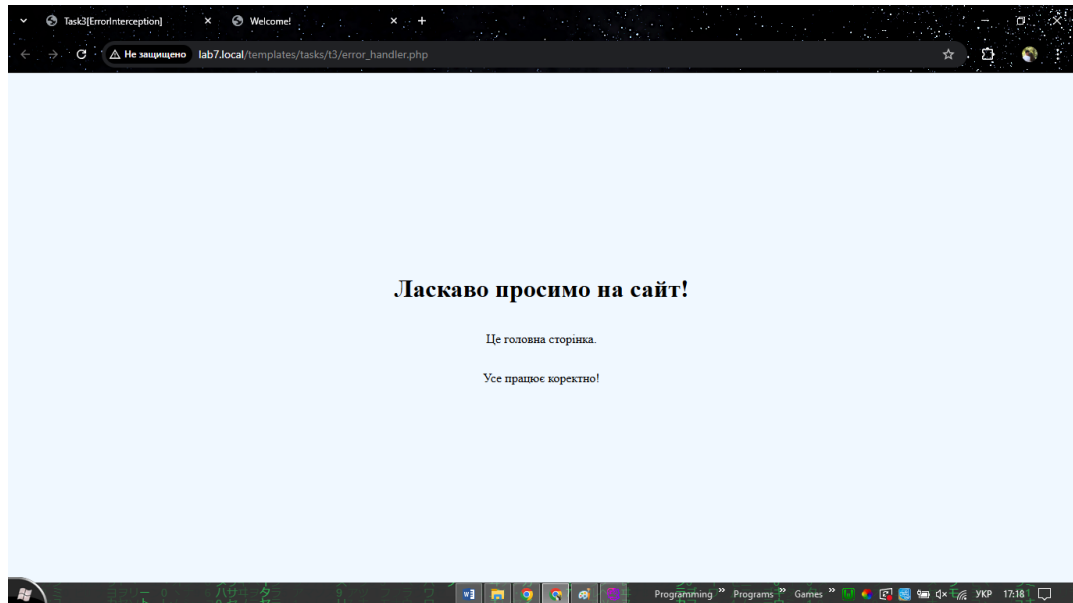 Task3[ErrorInterception]
Welcome!
Не защищено lab7.local/templates/tasks/t3/error_handler.php
Ласкаво просимо на сайт!
Це головна сторінка.
Усе працює коректно!
Programming » Programs » Games » УКР 17:18